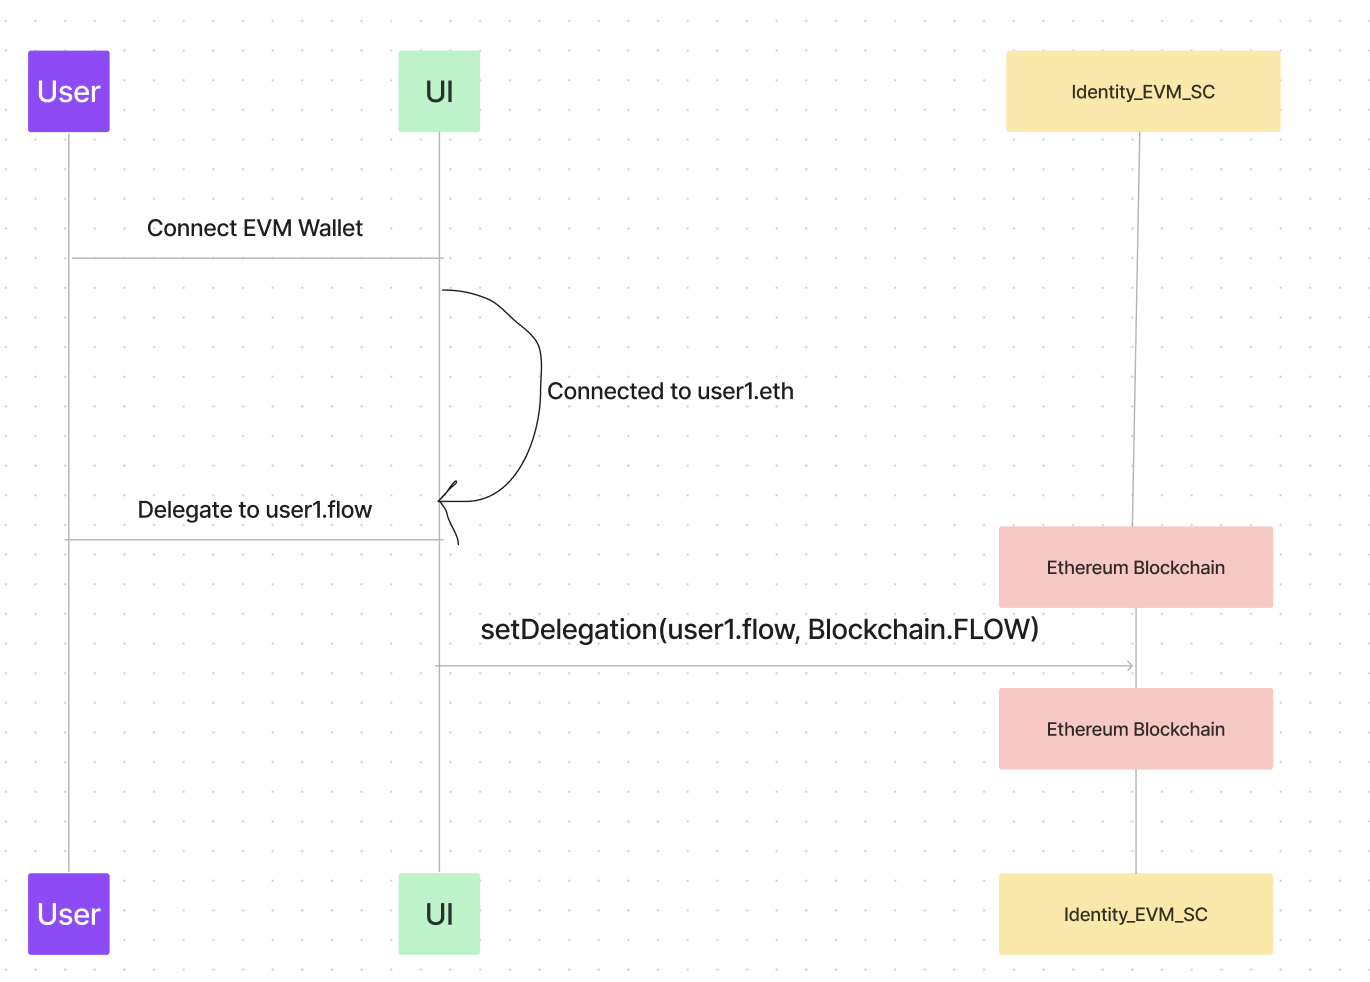 User
UI
Identity_EVM_SC
Connect EVM Wallet
Connected to user1.eth
Delegate to user1.flow
Ethereum Blockchain
setDelegation(user1.flow, Blockchain.FLOW)
Ethereum Blockchain
User
UI
Identity_EVM_SC